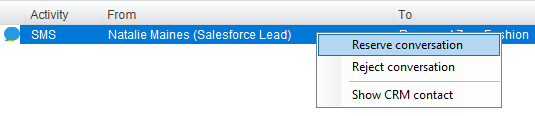 Activity From To
SMS Natalie Maines (Salesforce Lead)
Reserve conversation
Reject conversation
Show CRM contact